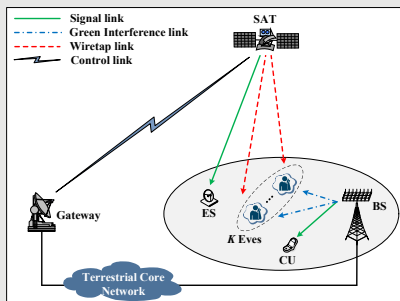 Signal link
Green Interference link
Wiretap link
Control link
SAT
Gateway
ES
K Eves
BS
CU
Terrestrial Core
Network